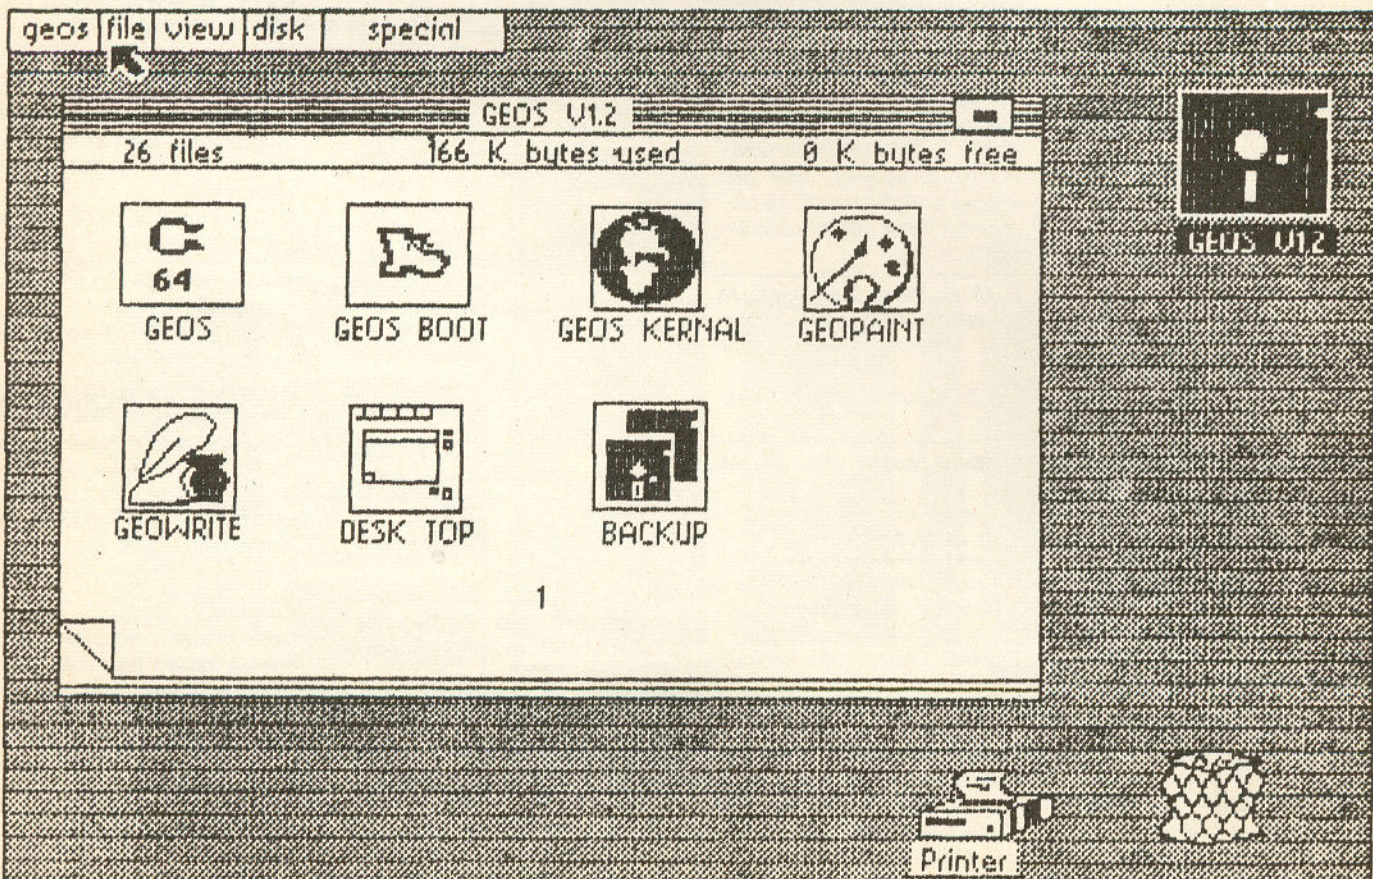 geos file view disk special
GEOS V1.2
26 files 166 K bytes used 0 K bytes free
GEOS V1.2
64
GEOS GEOS BOOT GEOS KERNAL GEOPAINT
GEOWRITE DESK TOP BACKUP
1
Printer